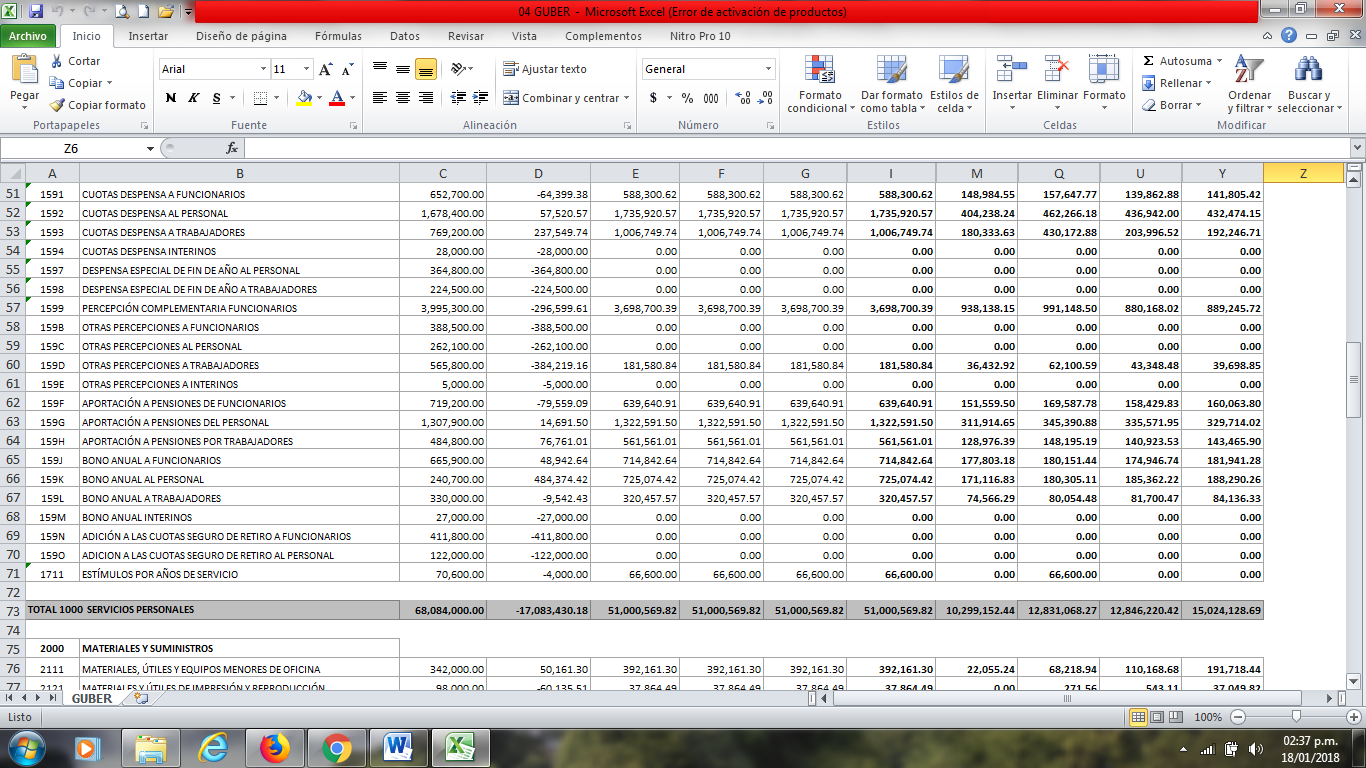 04 GUBER - Microsoft Excel (Error de activación de productos)
Archivo Inicio Insertar Diseño de página Fórmulas Datos Revisar Vista Complementos Nitro Pro 10
Pegar Cortar Copiar Copiar formato Portapapeles
Arial 11 N K S Fuente
Ajustar texto Combinar y centrar Alineación
General $ % 000 Número
Formato condicional Dar formato como tabla Estilos de celda Estilos
Insertar Eliminar Formato Celdas
Autosuma Rellenar Borrar Ordenar y filtrar Buscar y seleccionar Modificar
Z6 fx
A B C D E F G I M Q U Y Z
51 1591 CUOTAS DESPENSA A FUNCIONARIOS 652,700.00 -64,399.38 588,300.62 588,300.62 588,300.62 588,300.62 148,984.55 157,647.77 139,862.88 141,805.42
52 1592 CUOTAS DESPENSA AL PERSONAL 1,678,400.00 57,520.57 1,735,920.57 1,735,920.57 1,735,920.57 1,735,920.57 404,238.24 462,266.18 436,942.00 432,474.15
53 1593 CUOTAS DESPENSA A TRABAJADORES 769,200.00 237,549.74 1,006,749.74 1,006,749.74 1,006,749.74 1,006,749.74 180,333.63 430,172.88 203,996.52 192,246.71
54 1594 CUOTAS DESPENSA INTERINOS 28,000.00 -28,000.00 0.00 0.00 0.00 0.00 0.00 0.00 0.00 0.00
55 1597 DESPENSA ESPECIAL DE FIN DE AÑO AL PERSONAL 364,800.00 -364,800.00 0.00 0.00 0.00 0.00 0.00 0.00 0.00 0.00
56 1598 DESPENSA ESPECIAL DE FIN DE AÑO A TRABAJADORES 224,500.00 -224,500.00 0.00 0.00 0.00 0.00 0.00 0.00 0.00 0.00
57 1599 PERCEPCIÓN COMPLEMENTARIA FUNCIONARIOS 3,995,300.00 -296,599.61 3,698,700.39 3,698,700.39 3,698,700.39 3,698,700.39 938,138.15 991,148.50 880,168.02 889,245.72
58 159B OTRAS PERCEPCIONES A FUNCIONARIOS 388,500.00 -388,500.00 0.00 0.00 0.00 0.00 0.00 0.00 0.00 0.00
59 159C OTRAS PERCEPCIONES AL PERSONAL 262,100.00 -262,100.00 0.00 0.00 0.00 0.00 0.00 0.00 0.00 0.00
60 159D OTRAS PERCEPCIONES A TRABAJADORES 565,800.00 -384,219.16 181,580.84 181,580.84 181,580.84 181,580.84 36,432.92 62,100.59 43,348.48 39,698.85
61 159E OTRAS PERCEPCIONES A INTERINOS 5,000.00 -5,000.00 0.00 0.00 0.00 0.00 0.00 0.00 0.00 0.00
62 159F APORTACIÓN A PENSIONES DE FUNCIONARIOS 719,200.00 -79,559.09 639,640.91 639,640.91 639,640.91 639,640.91 151,559.50 169,587.78 158,429.83 160,063.80
63 159G APORTACIÓN A PENSIONES DEL PERSONAL 1,307,900.00 14,691.50 1,322,591.50 1,322,591.50 1,322,591.50 1,322,591.50 311,914.65 345,390.88 335,571.95 329,714.02
64 159H APORTACIÓN A PENSIONES POR TRABAJADORES 484,800.00 76,761.01 561,561.01 561,561.01 561,561.01 561,561.01 128,976.39 148,195.19 140,923.53 143,465.90
65 159J BONO ANUAL A FUNCIONARIOS 665,900.00 48,942.64 714,842.64 714,842.64 714,842.64 714,842.64 177,803.18 180,151.44 174,946.74 181,941.28
66 159K BONO ANUAL AL PERSONAL 240,700.00 484,374.42 725,074.42 725,074.42 725,074.42 725,074.42 171,116.83 180,305.11 185,362.22 188,290.26
67 159L BONO ANUAL A TRABAJADORES 330,000.00 -9,542.43 320,457.57 320,457.57 320,457.57 320,457.57 74,566.29 80,054.48 81,700.47 84,136.33
68 159M BONO ANUAL INTERINOS 27,000.00 -27,000.00 0.00 0.00 0.00 0.00 0.00 0.00 0.00 0.00
69 159N ADICIÓN A LAS CUOTAS SEGURO DE RETIRO A FUNCIONARIOS 411,800.00 -411,800.00 0.00 0.00 0.00 0.00 0.00 0.00 0.00 0.00
70 159O ADICION A LAS CUOTAS SEGURO DE RETIRO AL PERSONAL 122,000.00 -122,000.00 0.00 0.00 0.00 0.00 0.00 0.00 0.00 0.00
71 1711 ESTÍMULOS POR AÑOS DE SERVICIO 70,600.00 -4,000.00 66,600.00 66,600.00 66,600.00 66,600.00 0.00 66,600.00 0.00 0.00
72
73 TOTAL 1000 SERVICIOS PERSONALES 68,084,000.00 -17,083,430.18 51,000,569.82 51,000,569.82 51,000,569.82 51,000,569.82 10,299,152.44 12,831,068.27 12,846,220.42 15,024,128.69
74
75 2000 MATERIALES Y SUMINISTROS
76 2111 MATERIALES, ÚTILES Y EQUIPOS MENORES DE OFICINA 342,000.00 50,161.30 392,161.30 392,161.30 392,161.30 392,161.30 22,055.24 68,218.94 110,168.68 191,718.44
77 2121 MATERIALES Y ÚTILES DE IMPRESIÓN Y REPRODUCCIÓN 98,000.00 -60,135.51 37,864.49 37,864.49 37,864.49 37,864.49 0.00 271.56 543.11 37,049.82
GUBER
Listo 100%
02:37 p.m.
18/01/2018